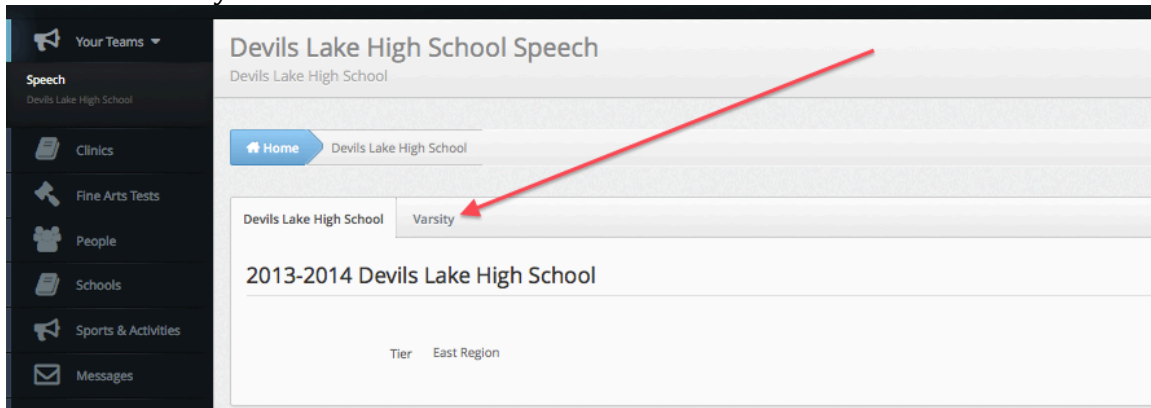 Your Teams
Speech
Devils Lake High School
Clinics
Fine Arts Tests
People
Schools
Sports & Activities
Messages
Devils Lake High School Speech
Devils Lake High School
Home Devils Lake High School
Devils Lake High School Varsity
2013-2014 Devils Lake High School
Tier East Region